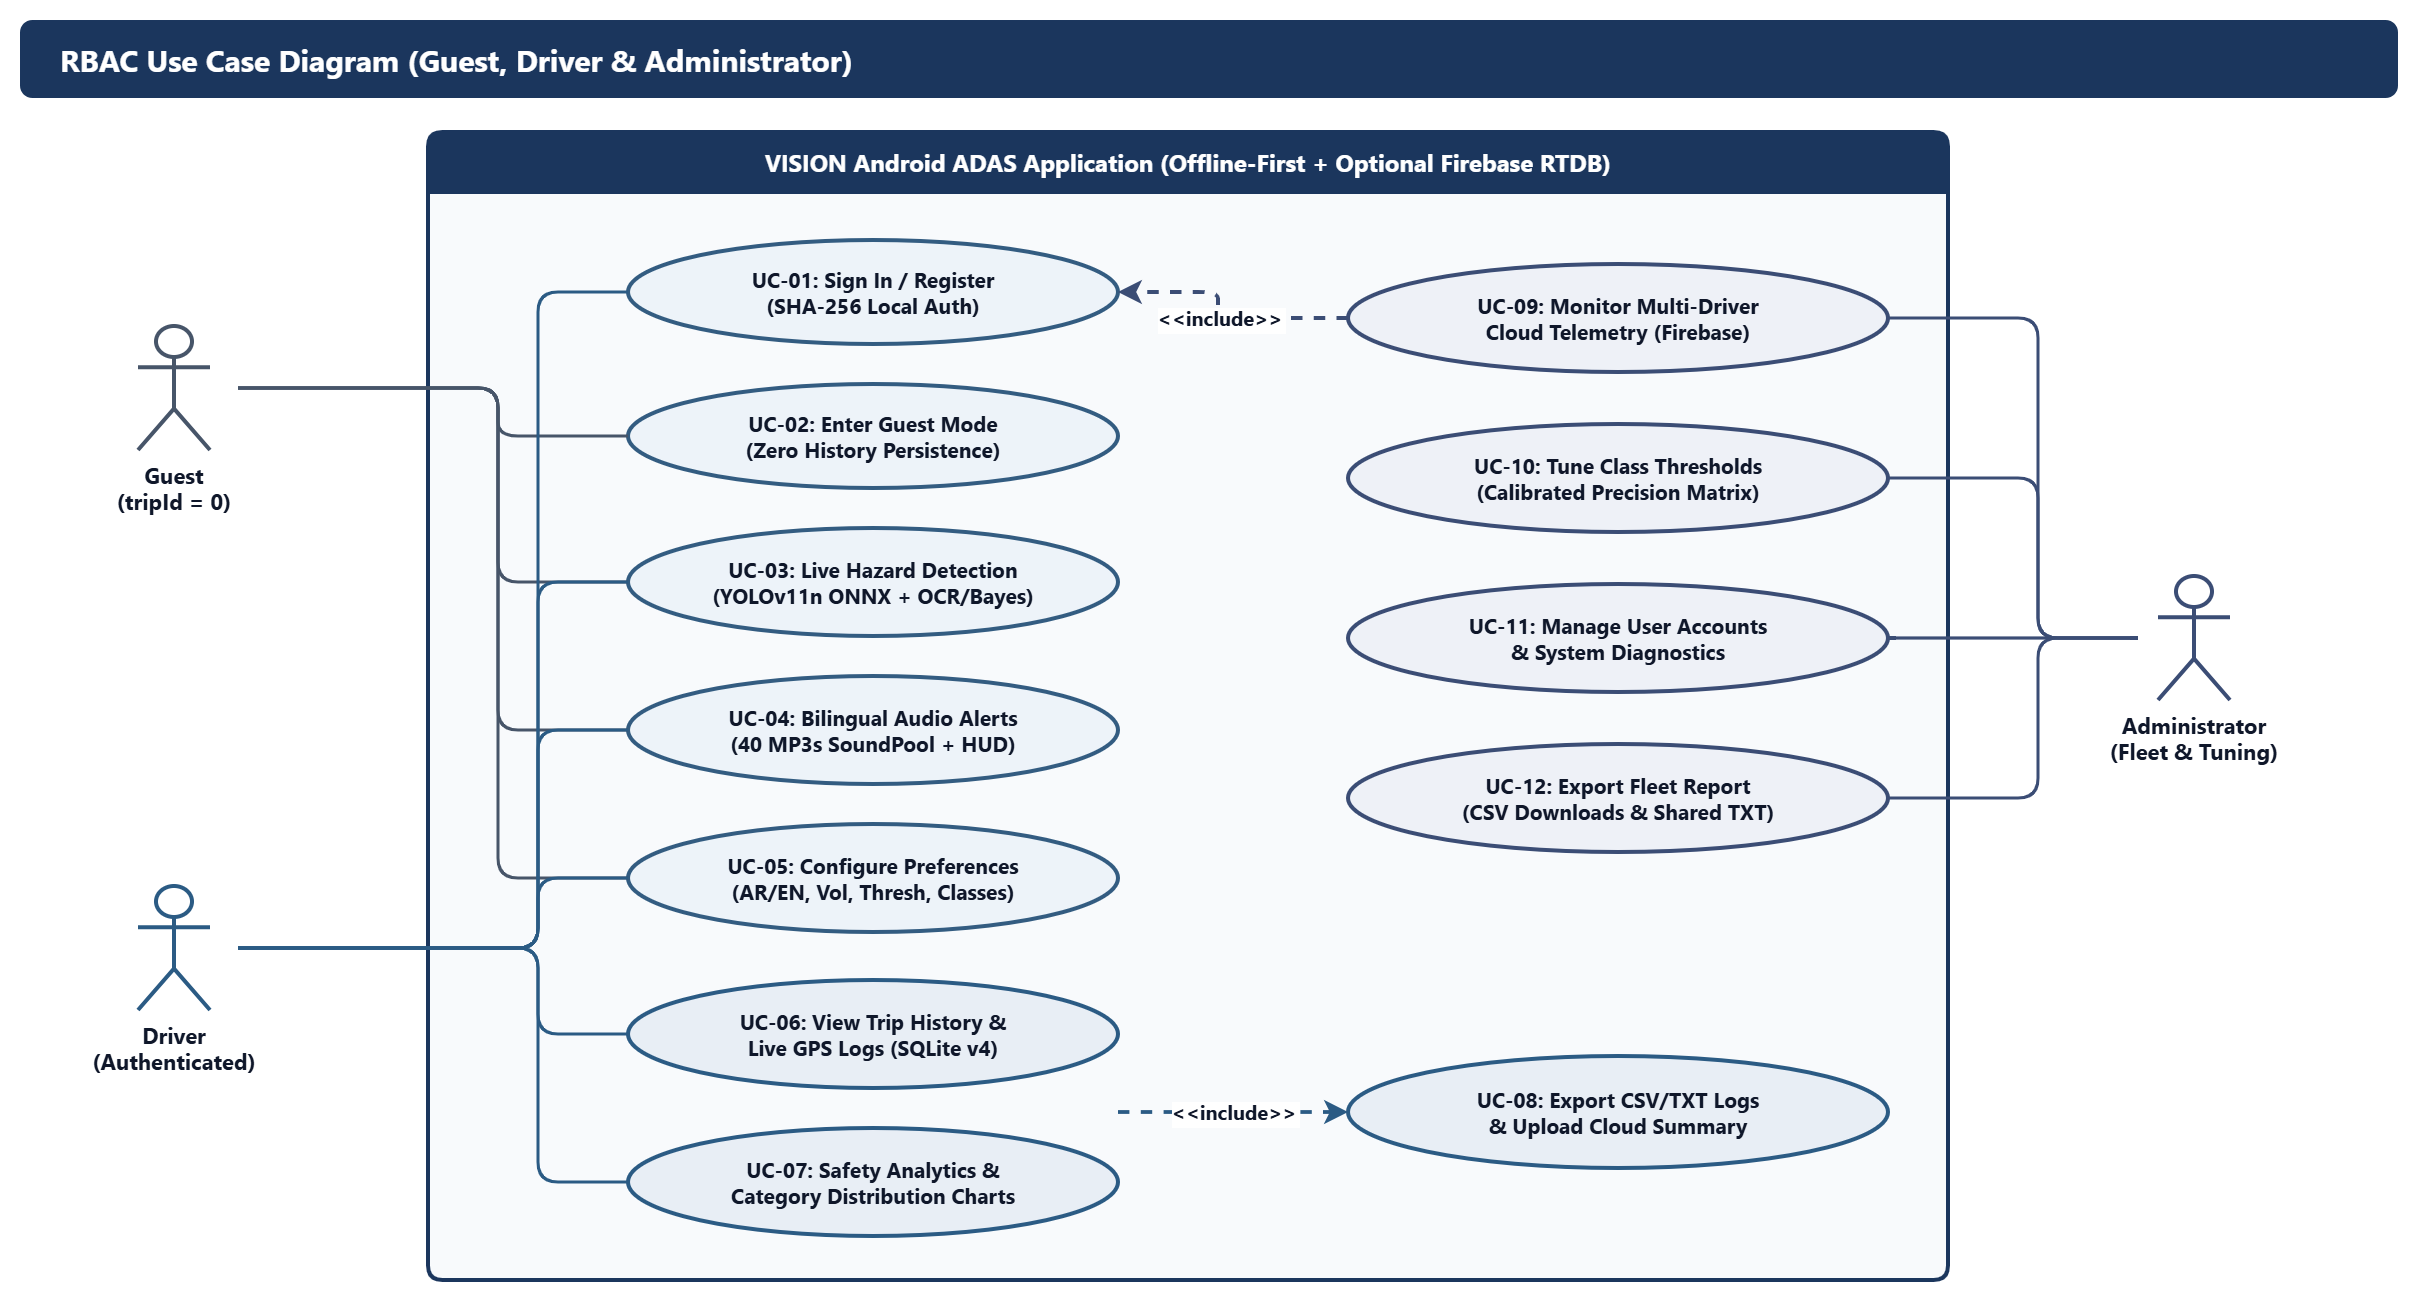 RBAC Use Case Diagram (Guest, Driver & Administrator)
VISION Android ADAS Application (Offline-First + Optional Firebase RTDB)
Guest
(tripId = 0)
Driver
(Authenticated)
UC-01: Sign In / Register
(SHA-256 Local Auth)
UC-02: Enter Guest Mode
(Zero History Persistence)
UC-03: Live Hazard Detection
(YOLOv11n ONNX + OCR/Bayes)
UC-04: Bilingual Audio Alerts
(40 MP3s SoundPool + HUD)
UC-05: Configure Preferences
(AR/EN, Vol, Thresh, Classes)
UC-06: View Trip History &
Live GPS Logs (SQLite v4)
UC-07: Safety Analytics &
Category Distribution Charts
<<include>>
<<include>>
UC-09: Monitor Multi-Driver
Cloud Telemetry (Firebase)
UC-10: Tune Class Thresholds
(Calibrated Precision Matrix)
UC-11: Manage User Accounts
& System Diagnostics
UC-12: Export Fleet Report
(CSV Downloads & Shared TXT)
UC-08: Export CSV/TXT Logs
& Upload Cloud Summary
Administrator
(Fleet & Tuning)